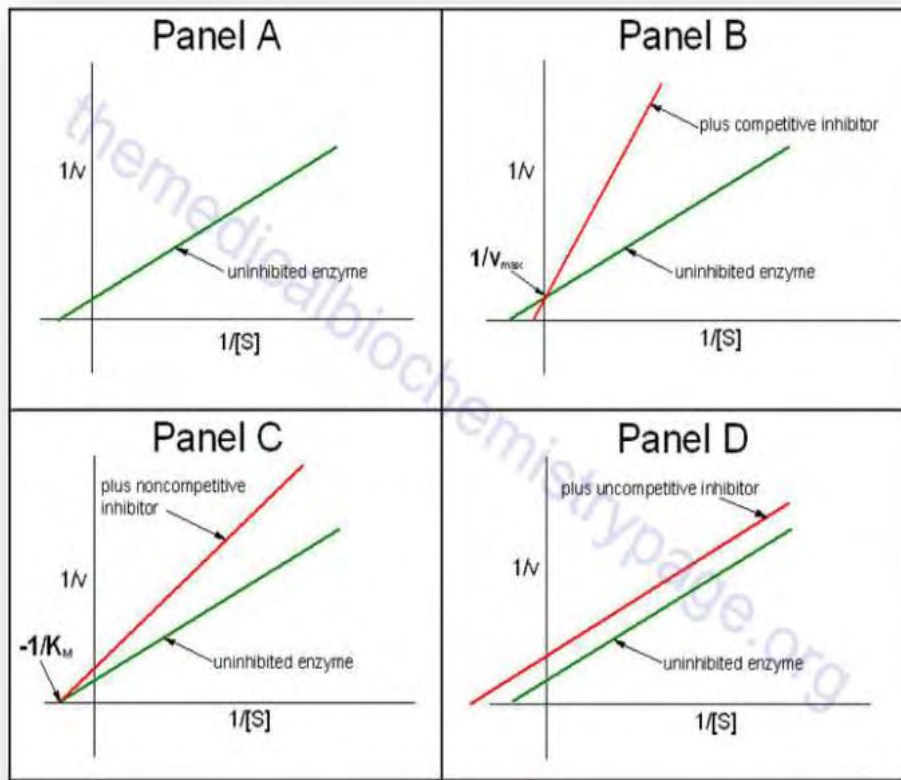 Panel A
1/v
uninhibited enzyme
1/[S]
Panel B
plus competitive inhibitor
1/v
1/vmax
uninhibited enzyme
1/[S]
Panel C
plus noncompetitive
inhibitor
1/v
-1/KM
uninhibited enzyme
1/[S]
Panel D
plus uncompetitive inhibitor
1/v
uninhibited enzyme
1/[S]
themedicalbiochemistrypage.org